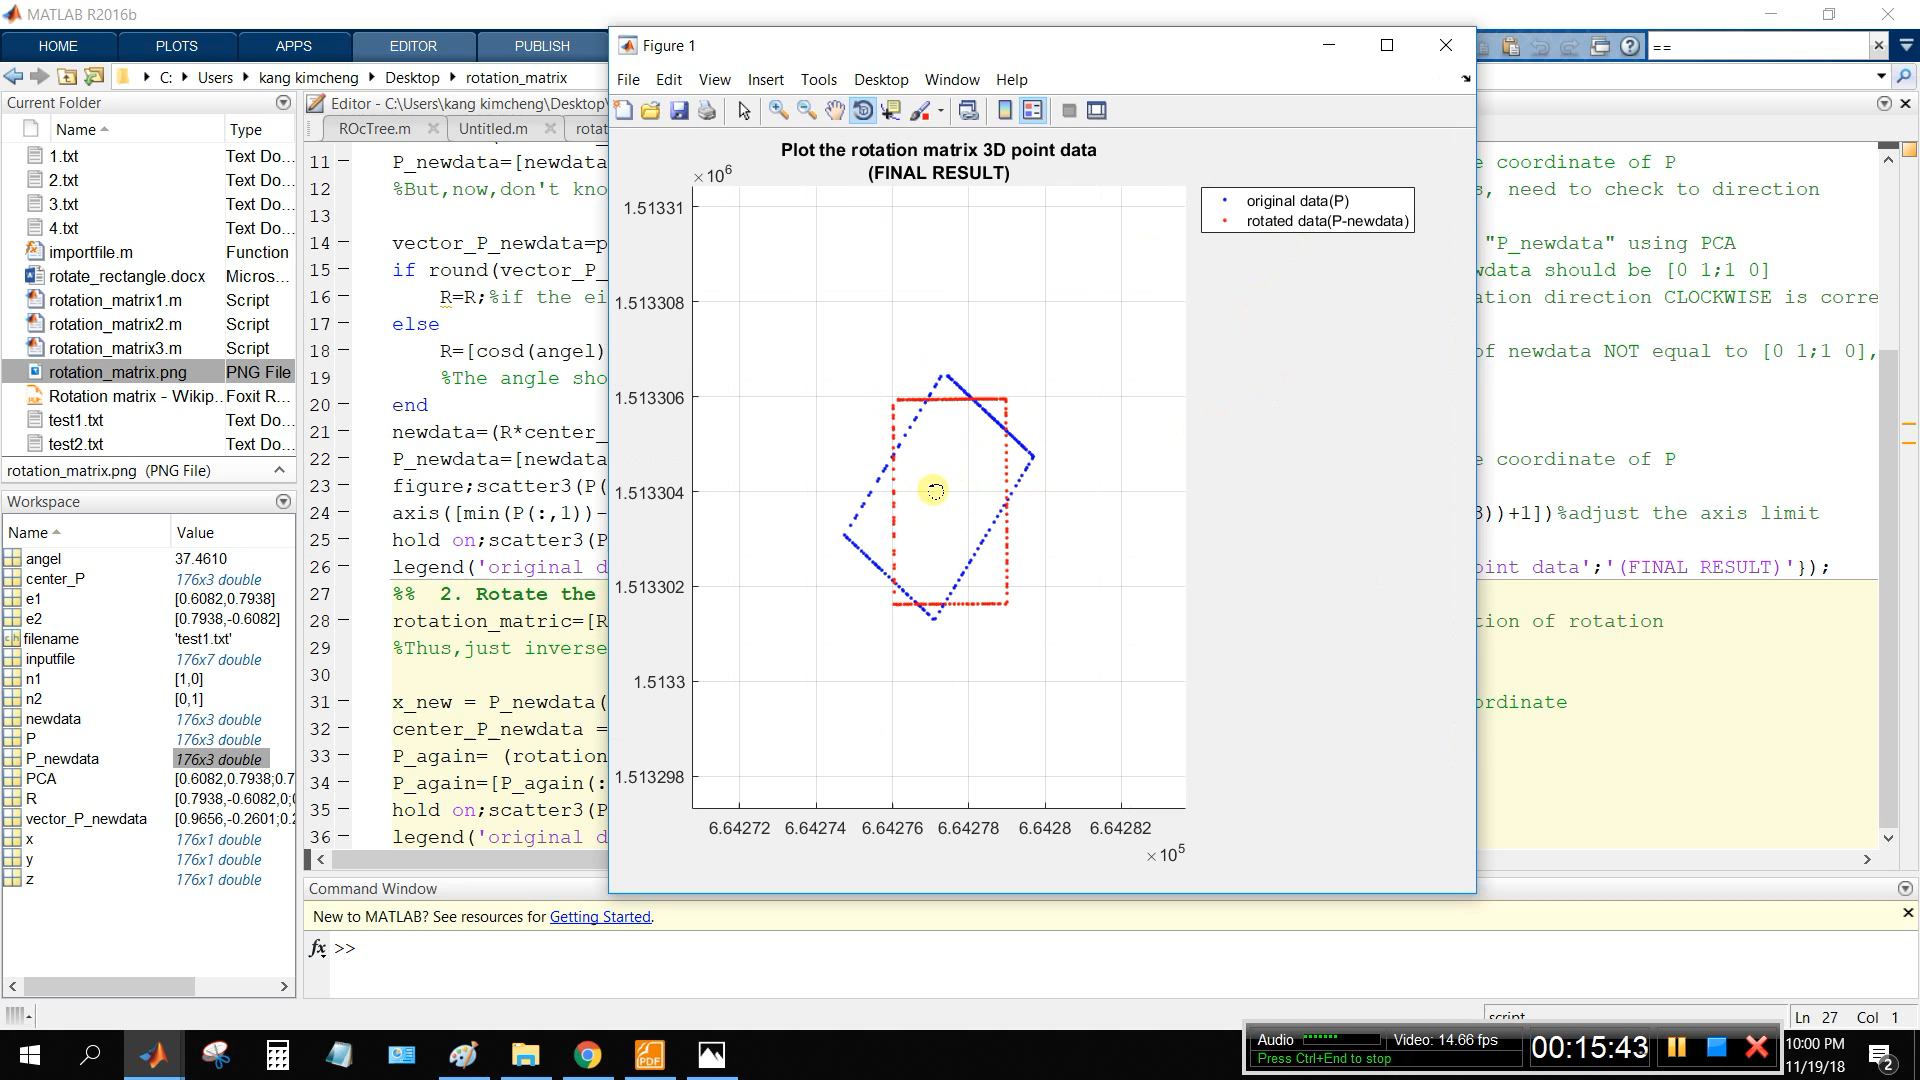 MATLAB R2016b
HOME PLOTS APPS EDITOR PUBLISH
==
C: Users kang kimcheng Desktop rotation_matrix
Current Folder
Name Type
1.txt Text Do...
2.txt Text Do...
3.txt Text Do...
4.txt Text Do...
importfile.m Function
rotate_rectangle.docx Micros...
rotation_matrix1.m Script
rotation_matrix2.m Script
rotation_matrix3.m Script
rotation_matrix.png PNG File
Rotation matrix - Wikip... Foxit R...
test1.txt Text Do...
test2.txt Text Do...
rotation_matrix.png (PNG File)
Workspace
Name Value
angel 37.4610
center_P 176x3 double
e1 [0.6082,0.7938]
e2 [0.7938,-0.6082]
filename 'test1.txt'
inputfile 176x7 double
n1 [1,0]
n2 [0,1]
newdata 176x3 double
P 176x3 double
P_newdata 176x3 double
PCA [0.6082,0.7938;0.7
R [0.7938,-0.6082,0;
vector_P_newdata [0.9656,-0.2601;0.2
x 176x1 double
y 176x1 double
z 176x1 double
Editor - C:\Users\kang kimcheng\Desktop\
ROcTree.m Untitled.m rotat
11 P_newdata=[newdata
12 %But,now,don't kno
13
14 vector_P_newdata=p
15 if round(vector_P_
16 R=R;%if the ei
17 else
18 R=[cosd(angel)
19 %The angle sho
20 end
21 newdata=(R*center_
22 P_newdata=[newdata
23 figure;scatter3(P(
24 axis([min(P(:,1))-
25 hold on;scatter3(P
26 legend('original d
27 %% 2. Rotate the
28 rotation_matric=[R
29 %Thus,just inverse
30
31 x_new = P_newdata(
32 center_P_newdata =
33 P_again= (rotation
34 P_again=[P_again(:
35 hold on;scatter3(P
36 legend('original d
Figure 1
File Edit View Insert Tools Desktop Window Help
Plot the rotation matrix 3D point data
(FINAL RESULT)
×10⁶
1.51331
1.513308
1.513306
1.513304
1.513302
1.5133
1.513298
6.64272 6.64274 6.64276 6.64278 6.6428 6.64282
×10⁵
original data(P)
rotated data(P-newdata)
e coordinate of P
s, need to check to direction
"P_newdata" using PCA
wdata should be [0 1;1 0]
ation direction CLOCKWISE is corre
of newdata NOT equal to [0 1;1 0],
e coordinate of P
3))+1])%adjust the axis limit
int data';'(FINAL RESULT)'});
tion of rotation
ordinate
Command Window
New to MATLAB? See resources for Getting Started.
fx >>
script
Ln 27 Col 1
Audio Video: 14.66 fps
Press Ctrl+End to stop
00:15:43
10:00 PM
11/19/18
2
PDF